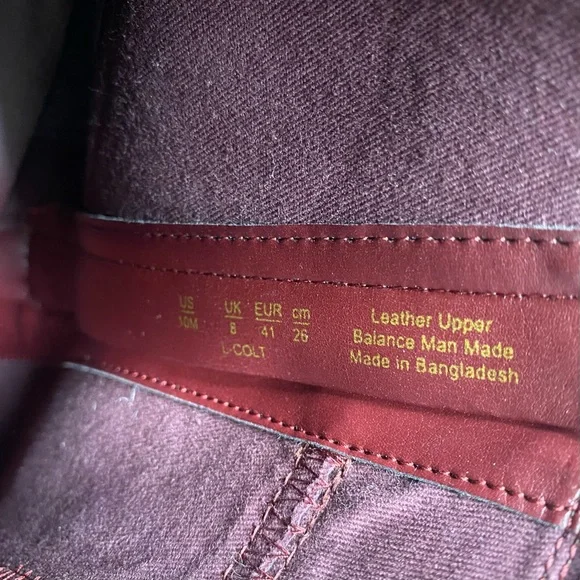 US UK EUR cm
10M 8 41 26
L-COLT
Leather Upper
Balance Man Made
Made in Bangladesh